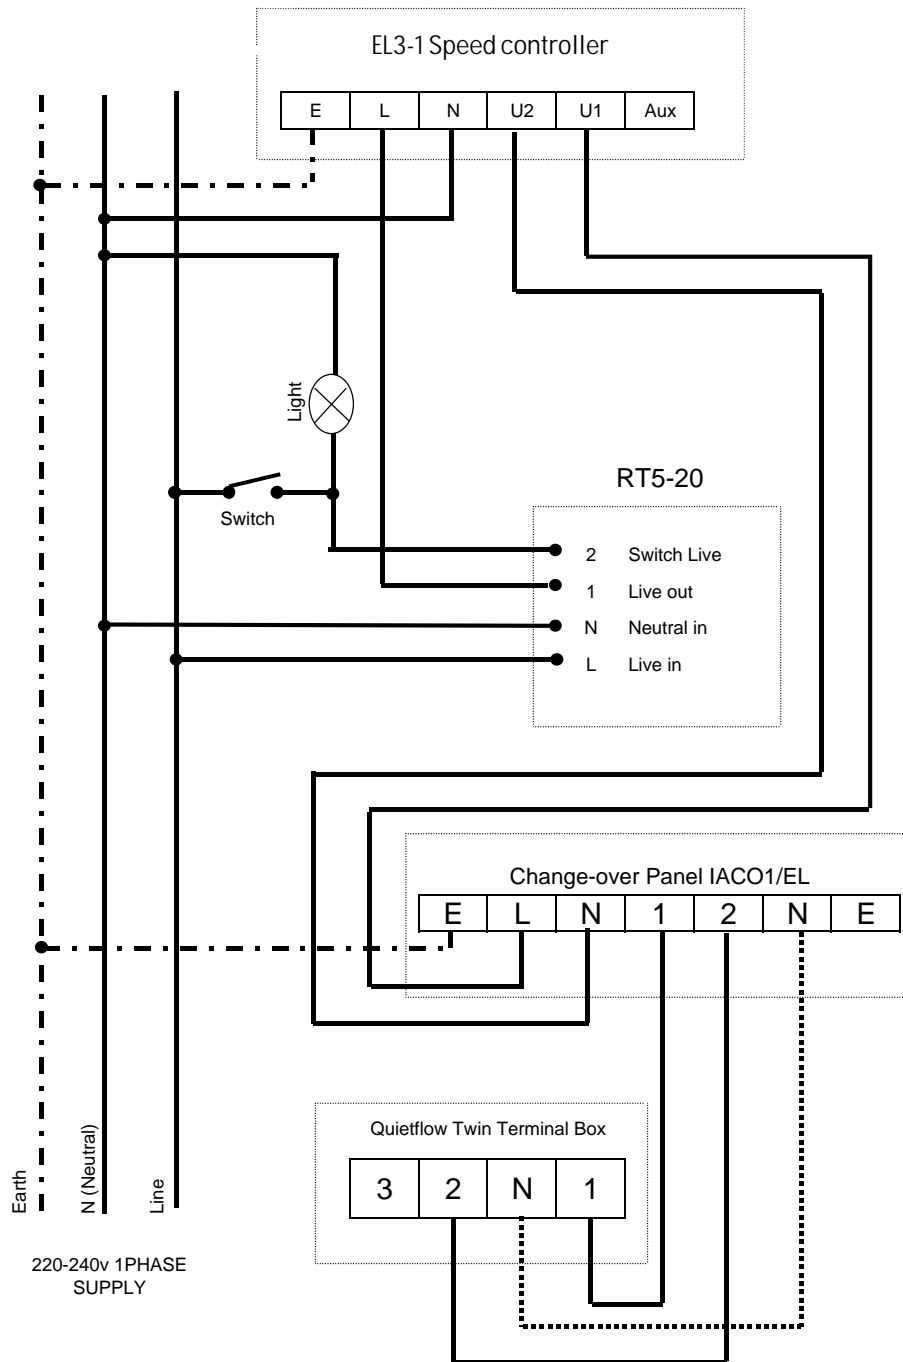 EL3-1 Speed controller
E L N U2 U1 Aux
Light
Switch
RT5-20
2 Switch Live
1 Live out
N Neutral in
L Live in
Change-over Panel IACO1/EL
E L N 1 2 N E
Quietflow Twin Terminal Box
3 2 N 1
Earth
N (Neutral)
Line
220-240v 1PHASE
SUPPLY